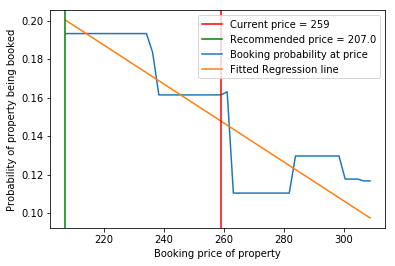 Current price = 259
Recommended price = 207.0
Booking probability at price
Fitted Regression line
Probability of property being booked
0.20
0.18
0.16
0.14
0.12
0.10
220
240
260
280
300
Booking price of property